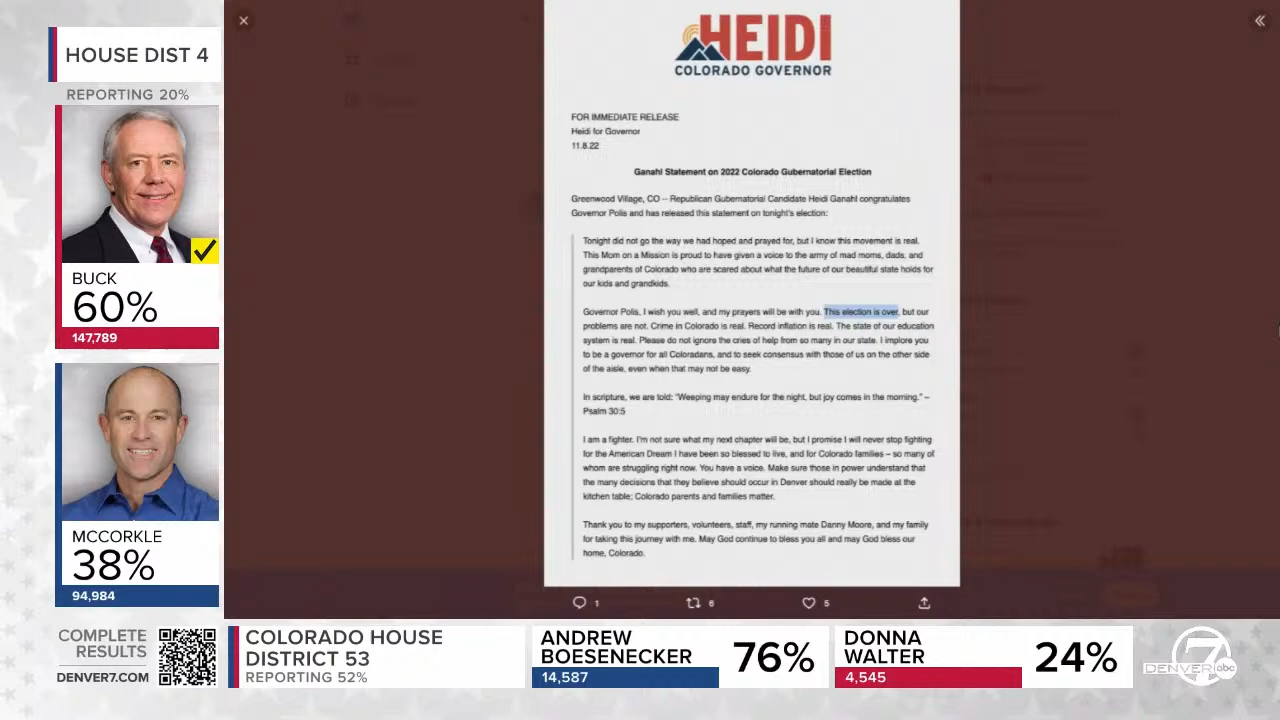 HOUSE DIST 4
REPORTING 20%
BUCK
60%
147,789
MCCORKLE
38%
94,984
COMPLETE
RESULTS
DENVER7.COM
HEIDI
COLORADO GOVERNOR
FOR IMMEDIATE RELEASE
Heidi for Governor
11.8.22
Ganahl Statement on 2022 Colorado Gubernatorial Election
Greenwood Village, CO -- Republican Gubernatorial Candidate Heidi Ganahl congratulates
Governor Polis and has released this statement on tonight's election:
Tonight did not go the way we had hoped and prayed for, but I know this movement is real.
This Mom on a Mission is proud to have given a voice to the army of mad moms, dads, and
grandparents of Colorado who are scared about what the future of our beautiful state holds for
our kids and grandkids.
Governor Polis, I wish you well, and my prayers will be with you. This election is over, but our
problems are not. Crime in Colorado is real. Record inflation is real. The state of our education
system is real. Please do not ignore the cries of help from so many in our state. I implore you
to be a governor for all Coloradans, and to seek consensus with those of us on the other side
of the aisle, even when that may not be easy.
In scripture, we are told: "Weeping may endure for the night, but joy comes in the morning." –
Psalm 30:5
I am a fighter. I'm not sure what my next chapter will be, but I promise I will never stop fighting
for the American Dream I have been so blessed to live, and for Colorado families – so many of
whom are struggling right now. You have a voice. Make sure those in power understand that
the many decisions that they believe should occur in Denver should really be made at the
kitchen table; Colorado parents and families matter.
Thank you to my supporters, volunteers, staff, my running mate Danny Moore, and my family
for taking this journey with me. May God continue to bless you all and may God bless our
home, Colorado.
1 6 5
COLORADO HOUSE
DISTRICT 53
REPORTING 52%
ANDREW
BOESENECKER
14,587
76%
DONNA
WALTER
4,545
24%
7
DENVER abc